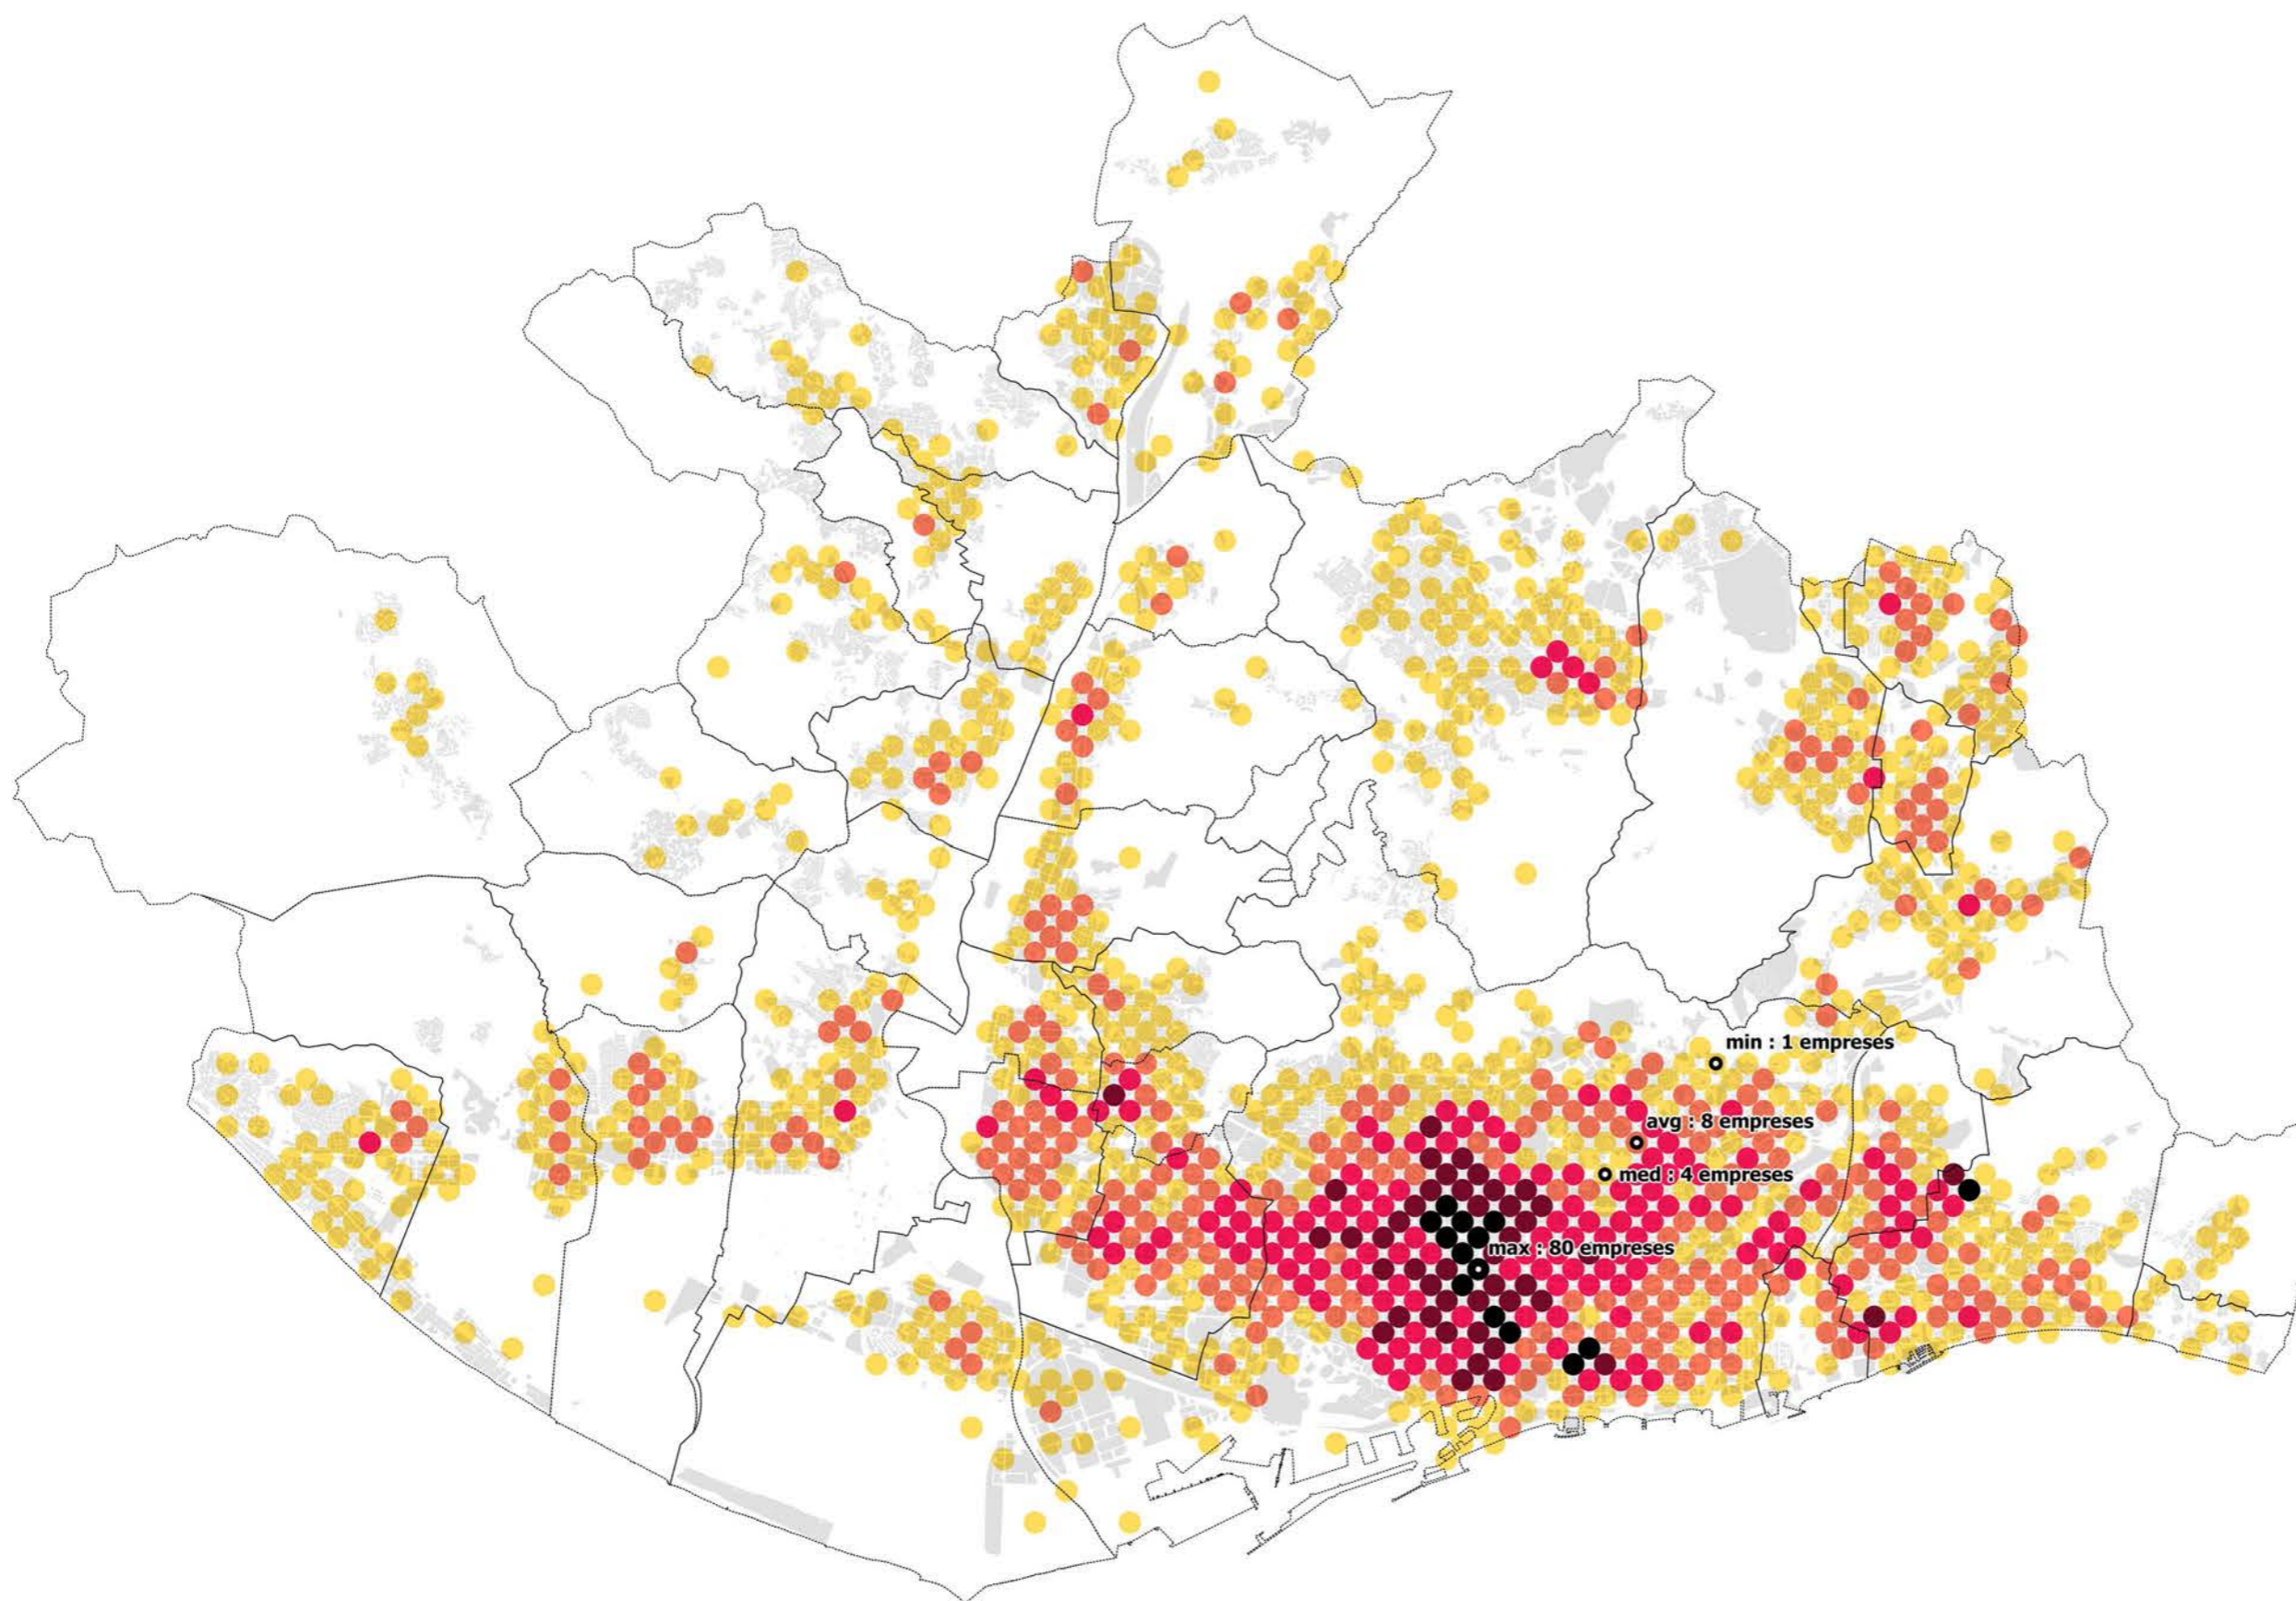 min : 1 empreses
avg : 8 empreses
med : 4 empreses
max : 80 empreses